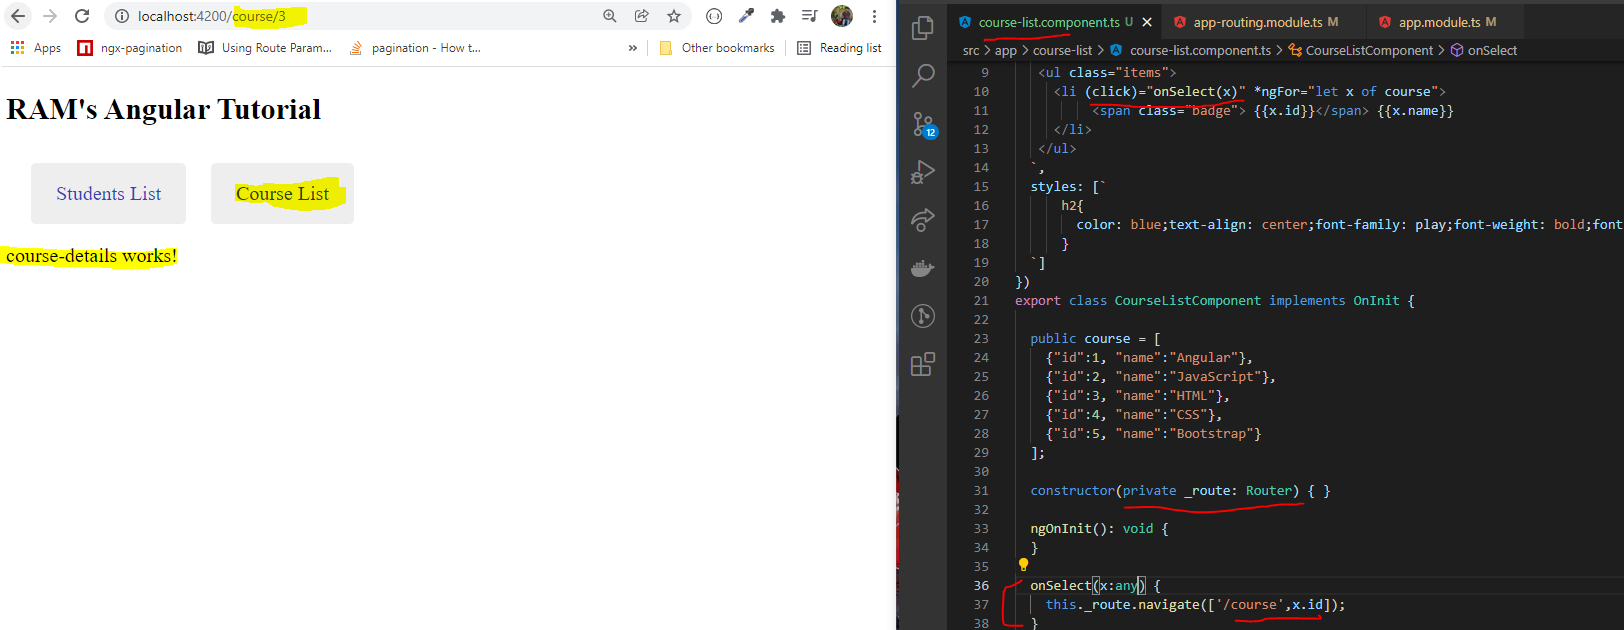 localhost:4200/course/3
Apps ngx-pagination Using Route Param... pagination - How t... » Other bookmarks Reading list
RAM's Angular Tutorial
Students List Course List
course-details works!
course-list.component.ts U app-routing.module.ts M app.module.ts M
src > app > course-list > course-list.component.ts > CourseListComponent > onSelect
12
9 <ul class="items">
10 <li (click)="onSelect(x)" *ngFor="let x of course">
11 <span class="badge"> {{x.id}}</span> {{x.name}}
12 </li>
13 </ul>
14 `,
15 styles: [`
16 h2{
17 color: blue;text-align: center;font-family: play;font-weight: bold;font
18 }
19 `]
20 })
21 export class CourseListComponent implements OnInit {
22
23 public course = [
24 {"id":1, "name":"Angular"},
25 {"id":2, "name":"JavaScript"},
26 {"id":3, "name":"HTML"},
27 {"id":4, "name":"CSS"},
28 {"id":5, "name":"Bootstrap"}
29 ];
30
31 constructor(private _route: Router) { }
32
33 ngOnInit(): void {
34 }
35
36 onSelect(x:any) {
37 this._route.navigate(['/course',x.id]);
38 }